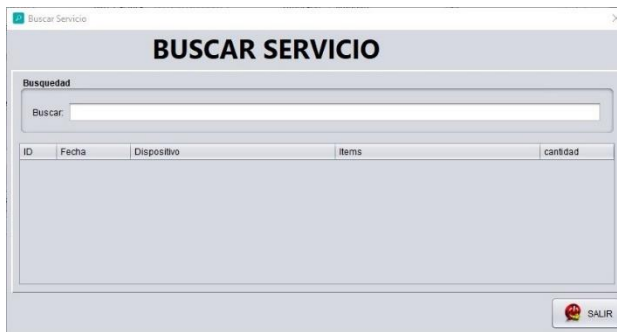 Buscar Servicio
BUSCAR SERVICIO
Busquedad
Buscar:
ID Fecha Dispositivo Items cantidad
SALIR